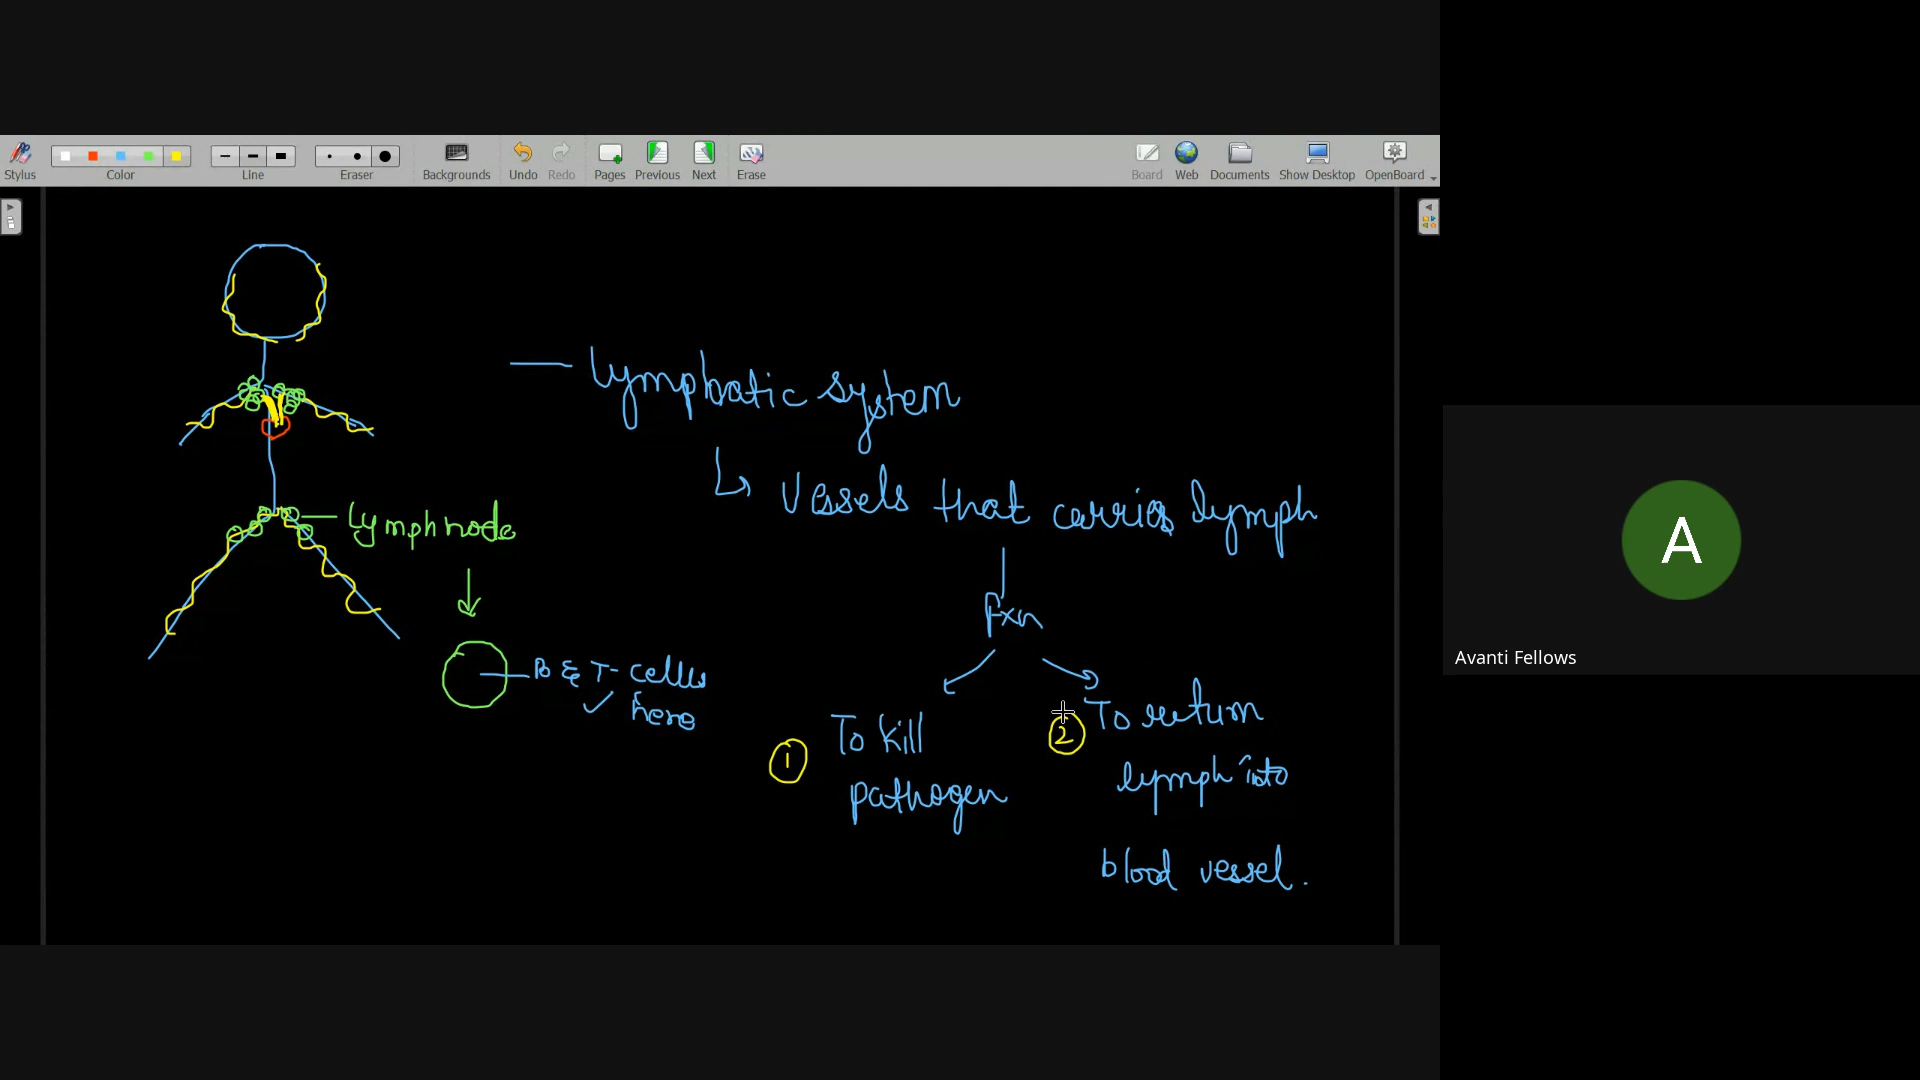 Stylus
Color
Line
Eraser
Backgrounds
Undo
Redo
Pages
Previous
Next
Erase
Board
Web
Documents
Show Desktop
OpenBoard
— lymphatic system
↳ Vessels that carries lymph
Fxn
① To kill
pathogen
② To return
lymph into
blood vessel.
— Lymph node
B & T- cells
here
A
Avanti Fellows